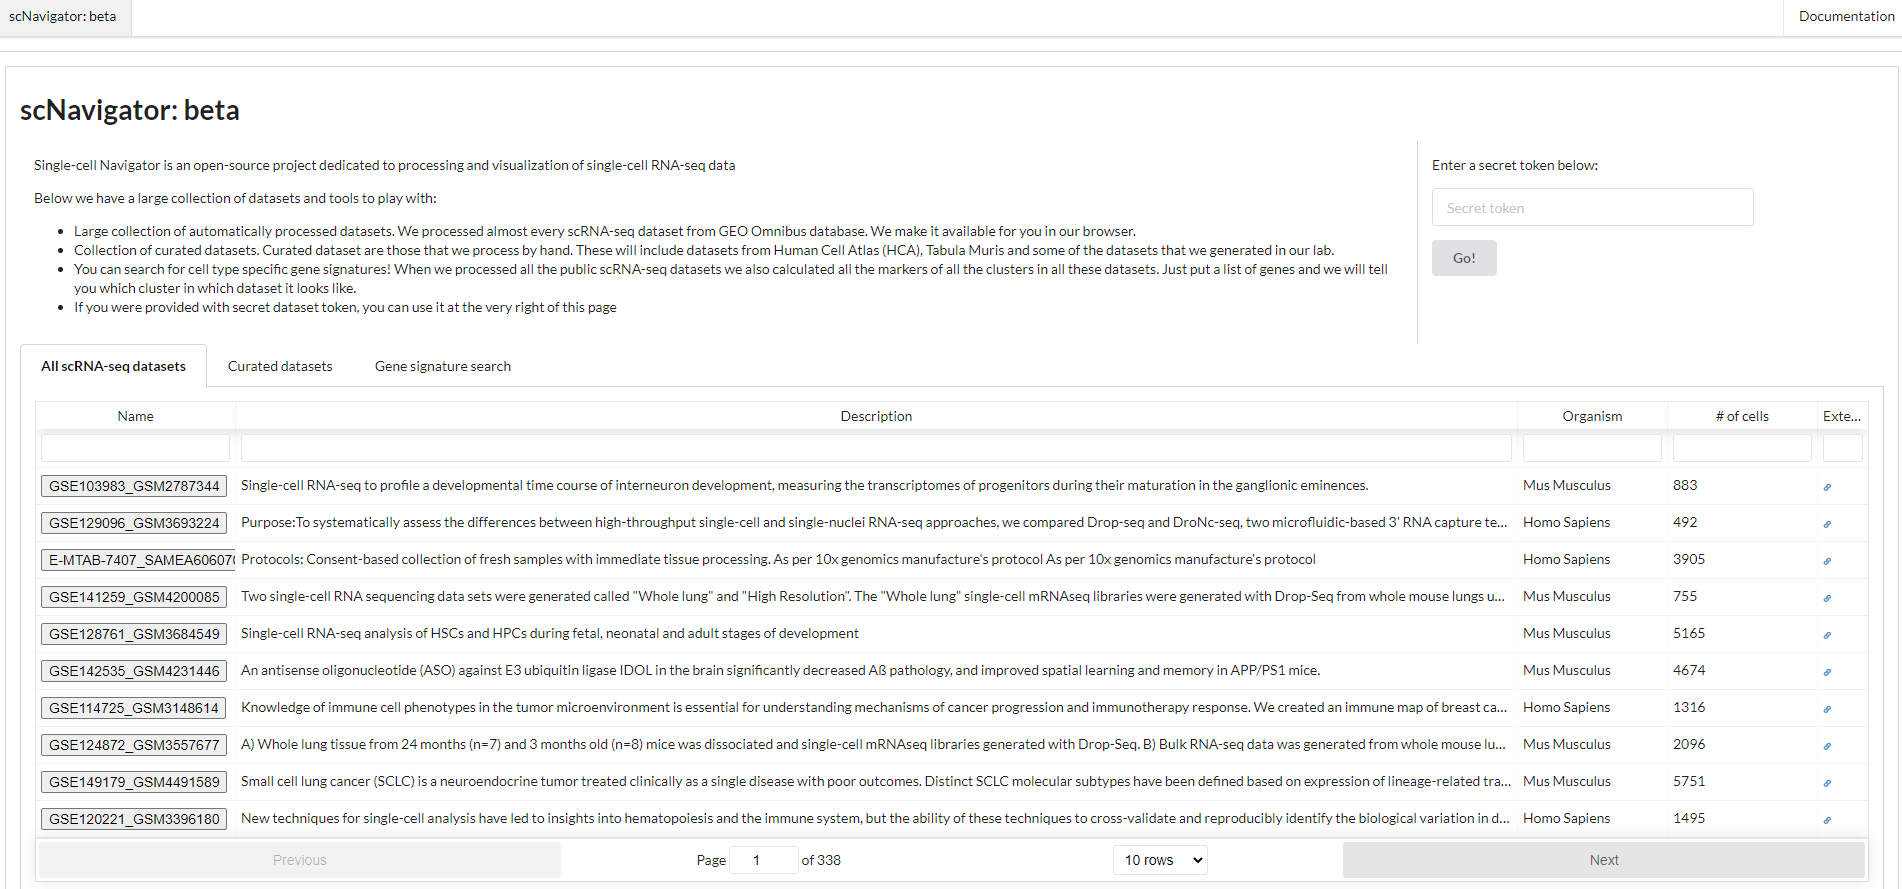 scNavigator: beta
Documentation
scNavigator: beta
Single-cell Navigator is an open-source project dedicated to processing and visualization of single-cell RNA-seq data
Below we have a large collection of datasets and tools to play with:
• Large collection of automatically processed datasets. We processed almost every scRNA-seq dataset from GEO Omnibus database. We make it available for you in our browser.
• Collection of curated datasets. Curated dataset are those that we process by hand. These will include datasets from Human Cell Atlas (HCA), Tabula Muris and some of the datasets that we generated in our lab.
• You can search for cell type specific gene signatures! When we processed all the public scRNA-seq datasets we also calculated all the markers of all the clusters in all these datasets. Just put a list of genes and we will tell
you which cluster in which dataset it looks like.
• If you were provided with secret dataset token, you can use it at the very right of this page
Enter a secret token below:
Secret token
Go!
All scRNA-seq datasets Curated datasets Gene signature search
Name Description Organism # of cells Exte...
GSE103983_GSM2787344 Single-cell RNA-seq to profile a developmental time course of interneuron development, measuring the transcriptomes of progenitors during their maturation in the ganglionic eminences. Mus Musculus 883
GSE129096_GSM3693224 Purpose:To systematically assess the differences between high-throughput single-cell and single-nuclei RNA-seq approaches, we compared Drop-seq and DroNc-seq, two microfluidic-based 3' RNA capture te... Homo Sapiens 492
E-MTAB-7407_SAMEA60607 Protocols: Consent-based collection of fresh samples with immediate tissue processing. As per 10x genomics manufacture's protocol As per 10x genomics manufacture's protocol Homo Sapiens 3905
GSE141259_GSM4200085 Two single-cell RNA sequencing data sets were generated called "Whole lung" and "High Resolution". The "Whole lung" single-cell mRNAseq libraries were generated with Drop-Seq from whole mouse lungs u... Mus Musculus 755
GSE128761_GSM3684549 Single-cell RNA-seq analysis of HSCs and HPCs during fetal, neonatal and adult stages of development Mus Musculus 5165
GSE142535_GSM4231446 An antisense oligonucleotide (ASO) against E3 ubiquitin ligase IDOL in the brain significantly decreased Aß pathology, and improved spatial learning and memory in APP/PS1 mice. Mus Musculus 4674
GSE114725_GSM3148614 Knowledge of immune cell phenotypes in the tumor microenvironment is essential for understanding mechanisms of cancer progression and immunotherapy response. We created an immune map of breast ca... Homo Sapiens 1316
GSE124872_GSM3557677 A) Whole lung tissue from 24 months (n=7) and 3 months old (n=8) mice was dissociated and single-cell mRNAseq libraries generated with Drop-Seq. B) Bulk RNA-seq data was generated from whole mouse lu... Mus Musculus 2096
GSE149179_GSM4491589 Small cell lung cancer (SCLC) is a neuroendocrine tumor treated clinically as a single disease with poor outcomes. Distinct SCLC molecular subtypes have been defined based on expression of lineage-related tra... Mus Musculus 5751
GSE120221_GSM3396180 New techniques for single-cell analysis have led to insights into hematopoiesis and the immune system, but the ability of these techniques to cross-validate and reproducibly identify the biological variation in d... Homo Sapiens 1495
Previous Page 1 of 338 10 rows Next